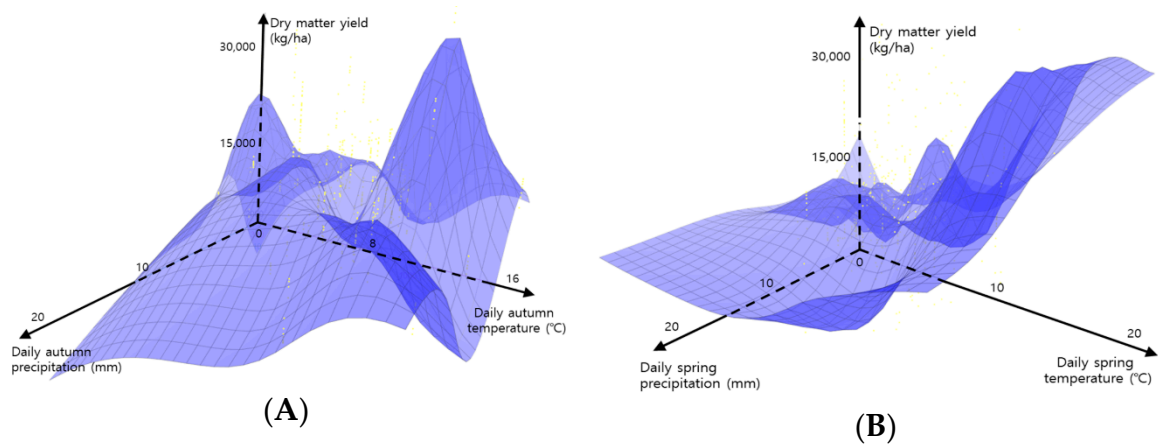 Dry matter yield
(kg/ha)
30,000
15,000
0
8
16
10
20
Daily autumn
temperature (℃)
Daily autumn
precipitation (mm)
(A)
Dry matter yield
(kg/ha)
30,000
15,000
0
10
20
10
20
Daily spring
precipitation (mm)
Daily spring
temperature (℃)
(B)